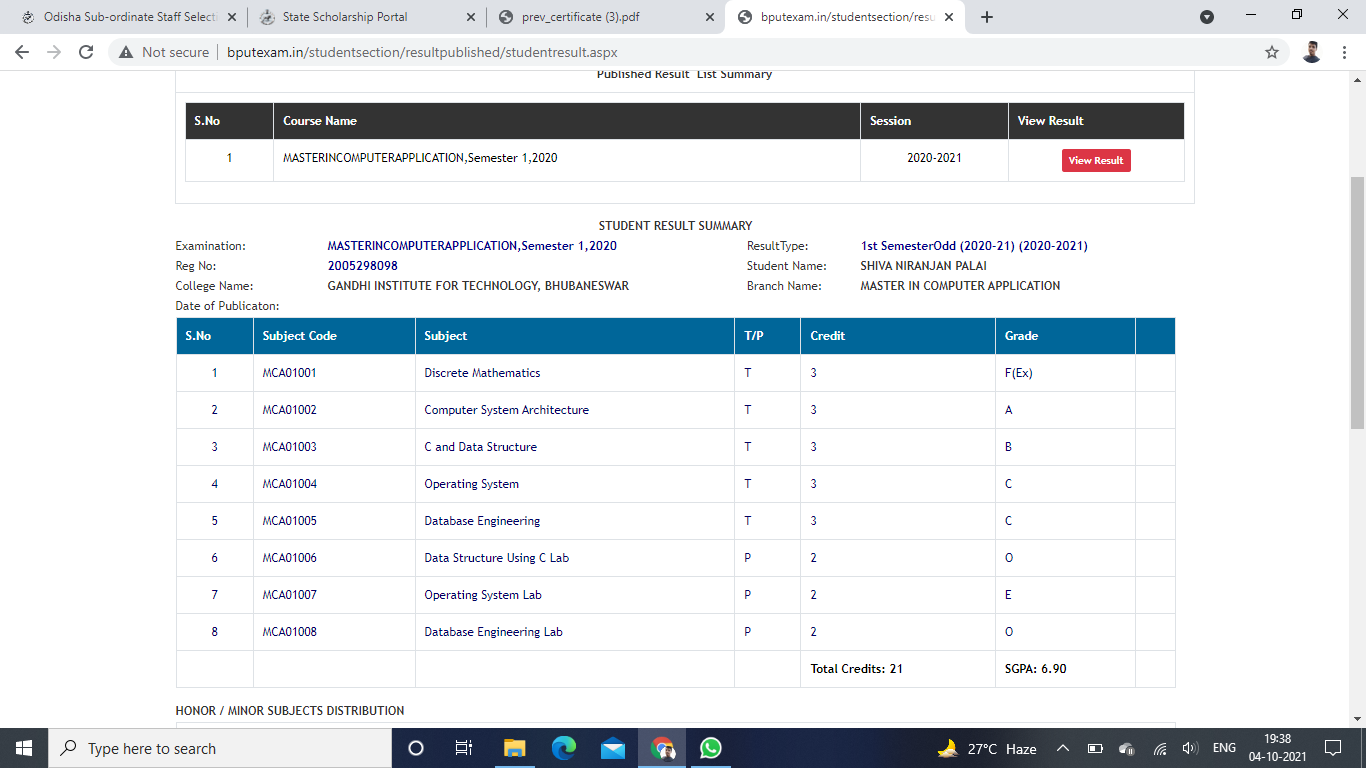 Odisha Sub-ordinate Staff Selecti
State Scholarship Portal
prev_certificate (3).pdf
bputexam.in/studentsection/resu
Not secure | bputexam.in/studentsection/resultpublished/studentresult.aspx
Published Result List Summary
S.No Course Name Session View Result
1 MASTERINCOMPUTERAPPLICATION,Semester 1,2020 2020-2021 View Result
STUDENT RESULT SUMMARY
Examination: MASTERINCOMPUTERAPPLICATION,Semester 1,2020 ResultType: 1st SemesterOdd (2020-21) (2020-2021)
Reg No: 2005298098 Student Name: SHIVA NIRANJAN PALAI
College Name: GANDHI INSTITUTE FOR TECHNOLOGY, BHUBANESWAR Branch Name: MASTER IN COMPUTER APPLICATION
Date of Publicaton:
S.No Subject Code Subject T/P Credit Grade
1 MCA01001 Discrete Mathematics T 3 F(Ex)
2 MCA01002 Computer System Architecture T 3 A
3 MCA01003 C and Data Structure T 3 B
4 MCA01004 Operating System T 3 C
5 MCA01005 Database Engineering T 3 C
6 MCA01006 Data Structure Using C Lab P 2 O
7 MCA01007 Operating System Lab P 2 E
8 MCA01008 Database Engineering Lab P 2 O
Total Credits: 21 SGPA: 6.90
HONOR / MINOR SUBJECTS DISTRIBUTION
Type here to search
27°C Haze
ENG
19:38
04-10-2021